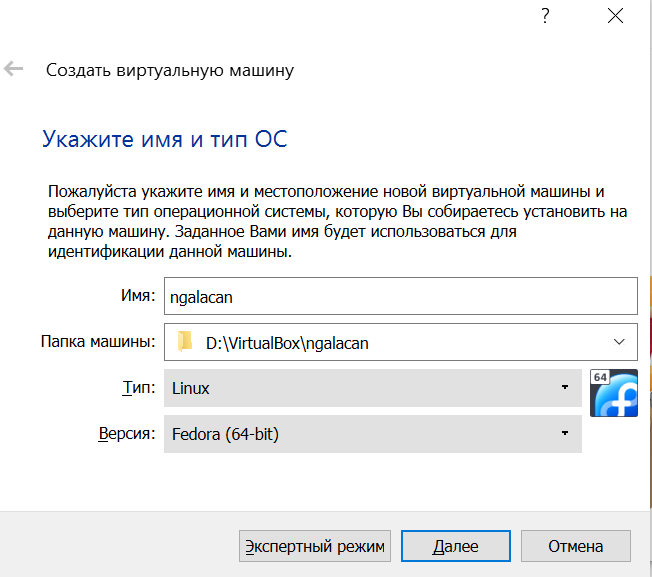 ?
Создать виртуальную машину
Укажите имя и тип ОС
Пожалуйста укажите имя и местоположение новой виртуальной машины и
выберите тип операционной системы, которую Вы собираетесь установить на
данную машину. Заданное Вами имя будет использоваться для
идентификации данной машины.
Имя: ngalacan
Папка машины: D:\VirtualBox\ngalacan
Тип: Linux
64
Версия: Fedora (64-bit)
Экспертный режим Далее Отмена